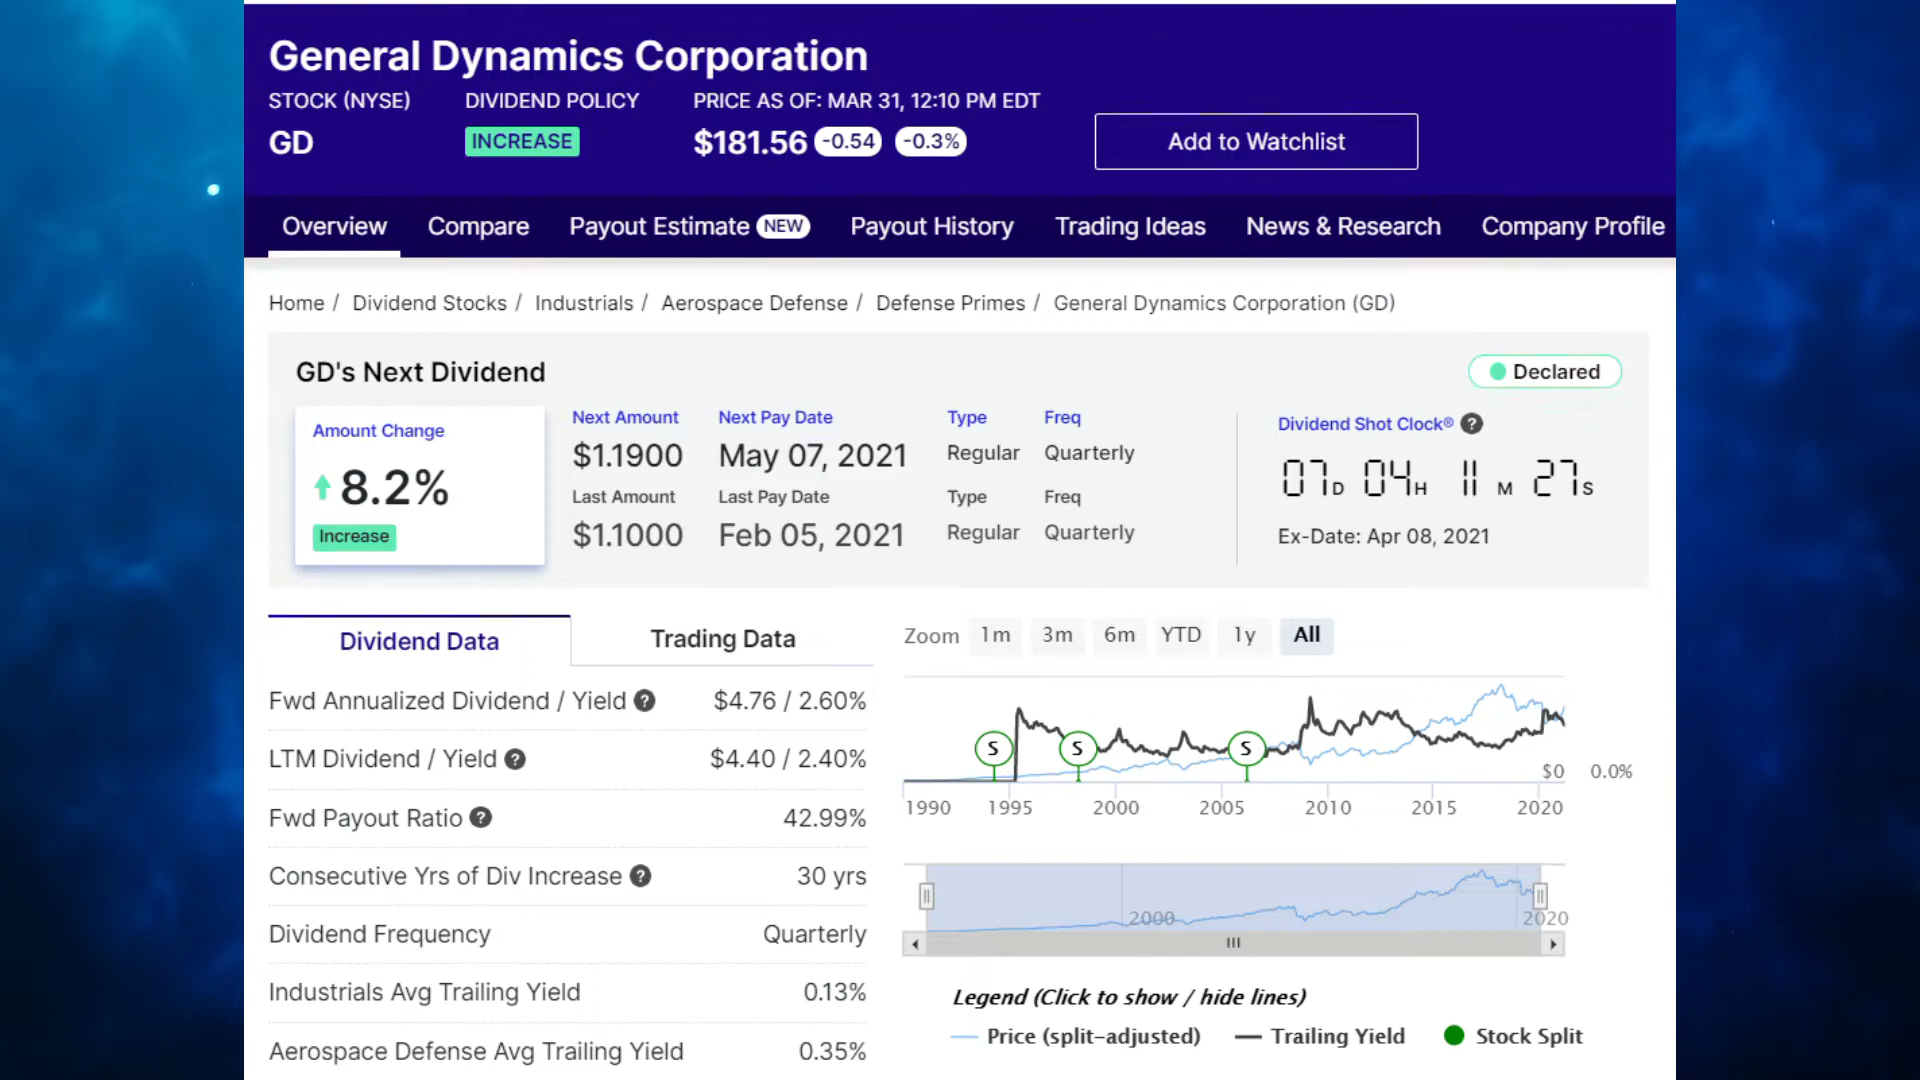 General Dynamics Corporation
STOCK (NYSE) DIVIDEND POLICY PRICE AS OF: MAR 31, 12:10 PM EDT
GD INCREASE $181.56 -0.54 -0.3% Add to Watchlist
Overview Compare Payout Estimate NEW Payout History Trading Ideas News & Research Company Profile
Home / Dividend Stocks / Industrials / Aerospace Defense / Defense Primes / General Dynamics Corporation (GD)
GD's Next Dividend Declared
Amount Change
8.2%
Increase
Next Amount Next Pay Date Type Freq
$1.1900 May 07, 2021 Regular Quarterly
Last Amount Last Pay Date Type Freq
$1.1000 Feb 05, 2021 Regular Quarterly
Dividend Shot Clock® ?
07D 04H 11 M 27S
Ex-Date: Apr 08, 2021
Dividend Data Trading Data
Fwd Annualized Dividend / Yield ? $4.76 / 2.60%
LTM Dividend / Yield ? $4.40 / 2.40%
Fwd Payout Ratio ? 42.99%
Consecutive Yrs of Div Increase ? 30 yrs
Dividend Frequency Quarterly
Industrials Avg Trailing Yield 0.13%
Aerospace Defense Avg Trailing Yield 0.35%
Zoom 1m 3m 6m YTD 1y All
S S S
$0 0.0%
1990 1995 2000 2005 2010 2015 2020
2000 2020
Legend (Click to show / hide lines)
Price (split-adjusted) Trailing Yield Stock Split